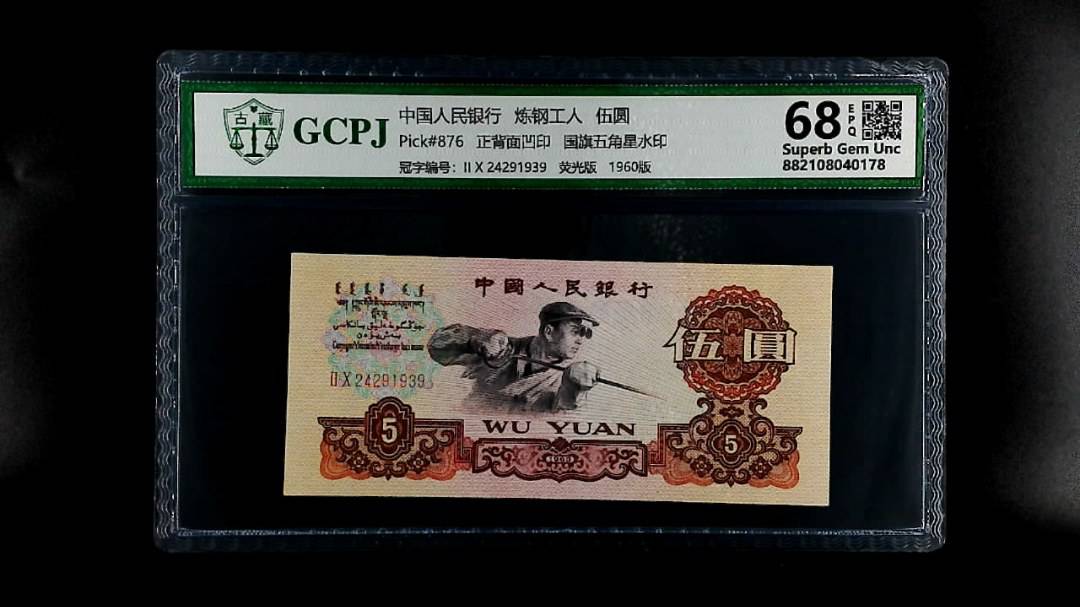 古藏
GCPJ
中国人民银行 炼钢工人 伍圆
Pick#876 正背面凹印 国旗五角星水印
冠字编号: II X 24291939 荧光版 1960版
68 EPQ
Superb Gem Unc
882108040178
中國人民銀行
伍圓
II X 24291939
5
WU YUAN
5
1960